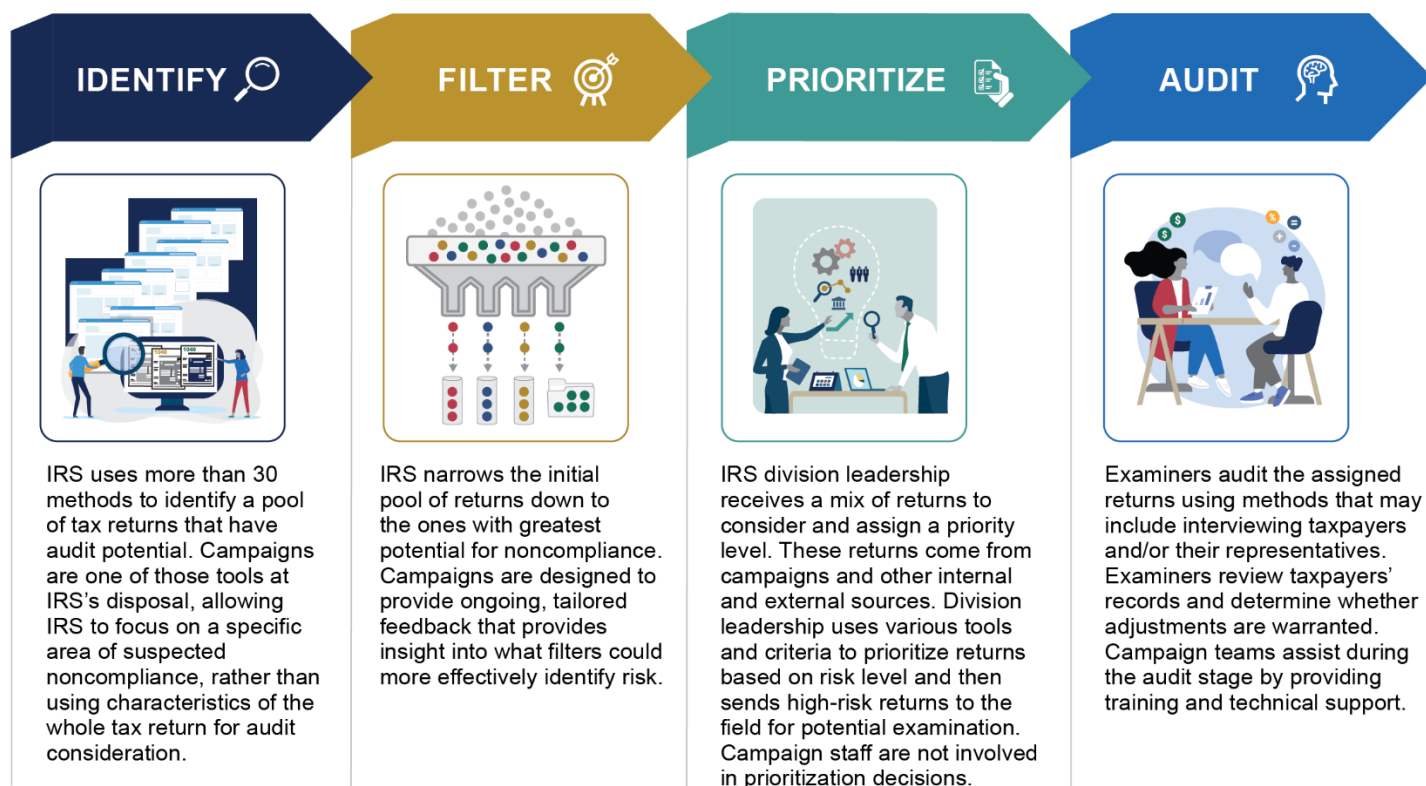 IDENTIFY
FILTER
PRIORITIZE
AUDIT
1040
1040
$
$
%
=
+
-
IRS uses more than 30
methods to identify a pool
of tax returns that have
audit potential. Campaigns
are one of those tools at
IRS’s disposal, allowing
IRS to focus on a specific
area of suspected
noncompliance, rather than
using characteristics of the
whole tax return for audit
consideration.
IRS narrows the initial
pool of returns down to
the ones with greatest
potential for noncompliance.
Campaigns are designed to
provide ongoing, tailored
feedback that provides
insight into what filters could
more effectively identify risk.
IRS division leadership
receives a mix of returns to
consider and assign a priority
level. These returns come from
campaigns and other internal
and external sources. Division
leadership uses various tools
and criteria to prioritize returns
based on risk level and then
sends high-risk returns to the
field for potential examination.
Campaign staff are not involved
in prioritization decisions.
Examiners audit the assigned
returns using methods that may
include interviewing taxpayers
and/or their representatives.
Examiners review taxpayers’
records and determine whether
adjustments are warranted.
Campaign teams assist during
the audit stage by providing
training and technical support.